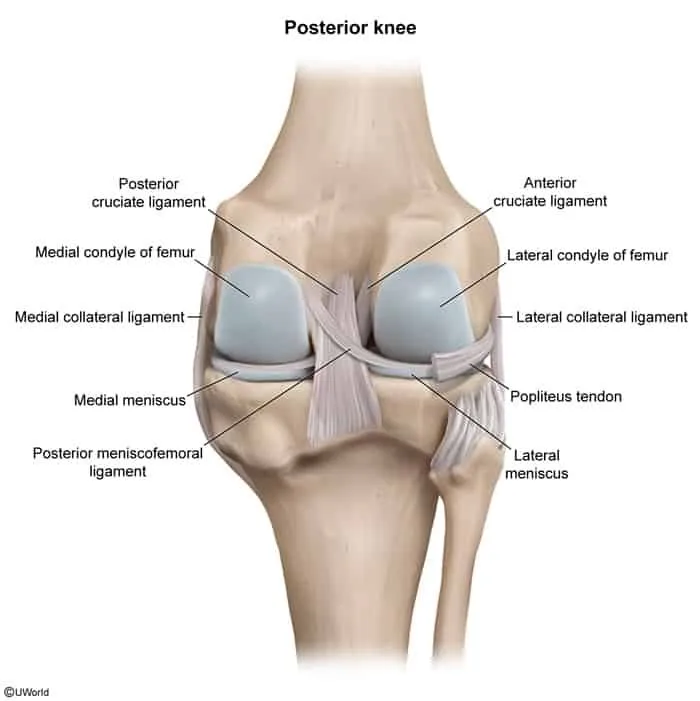 Posterior knee
Posterior
cruciate ligament
Anterior
cruciate ligament
Medial condyle of femur
Lateral condyle of femur
Medial collateral ligament
Lateral collateral ligament
Medial meniscus
Popliteus tendon
Posterior meniscofemoral
ligament
Lateral
meniscus
©UWorld